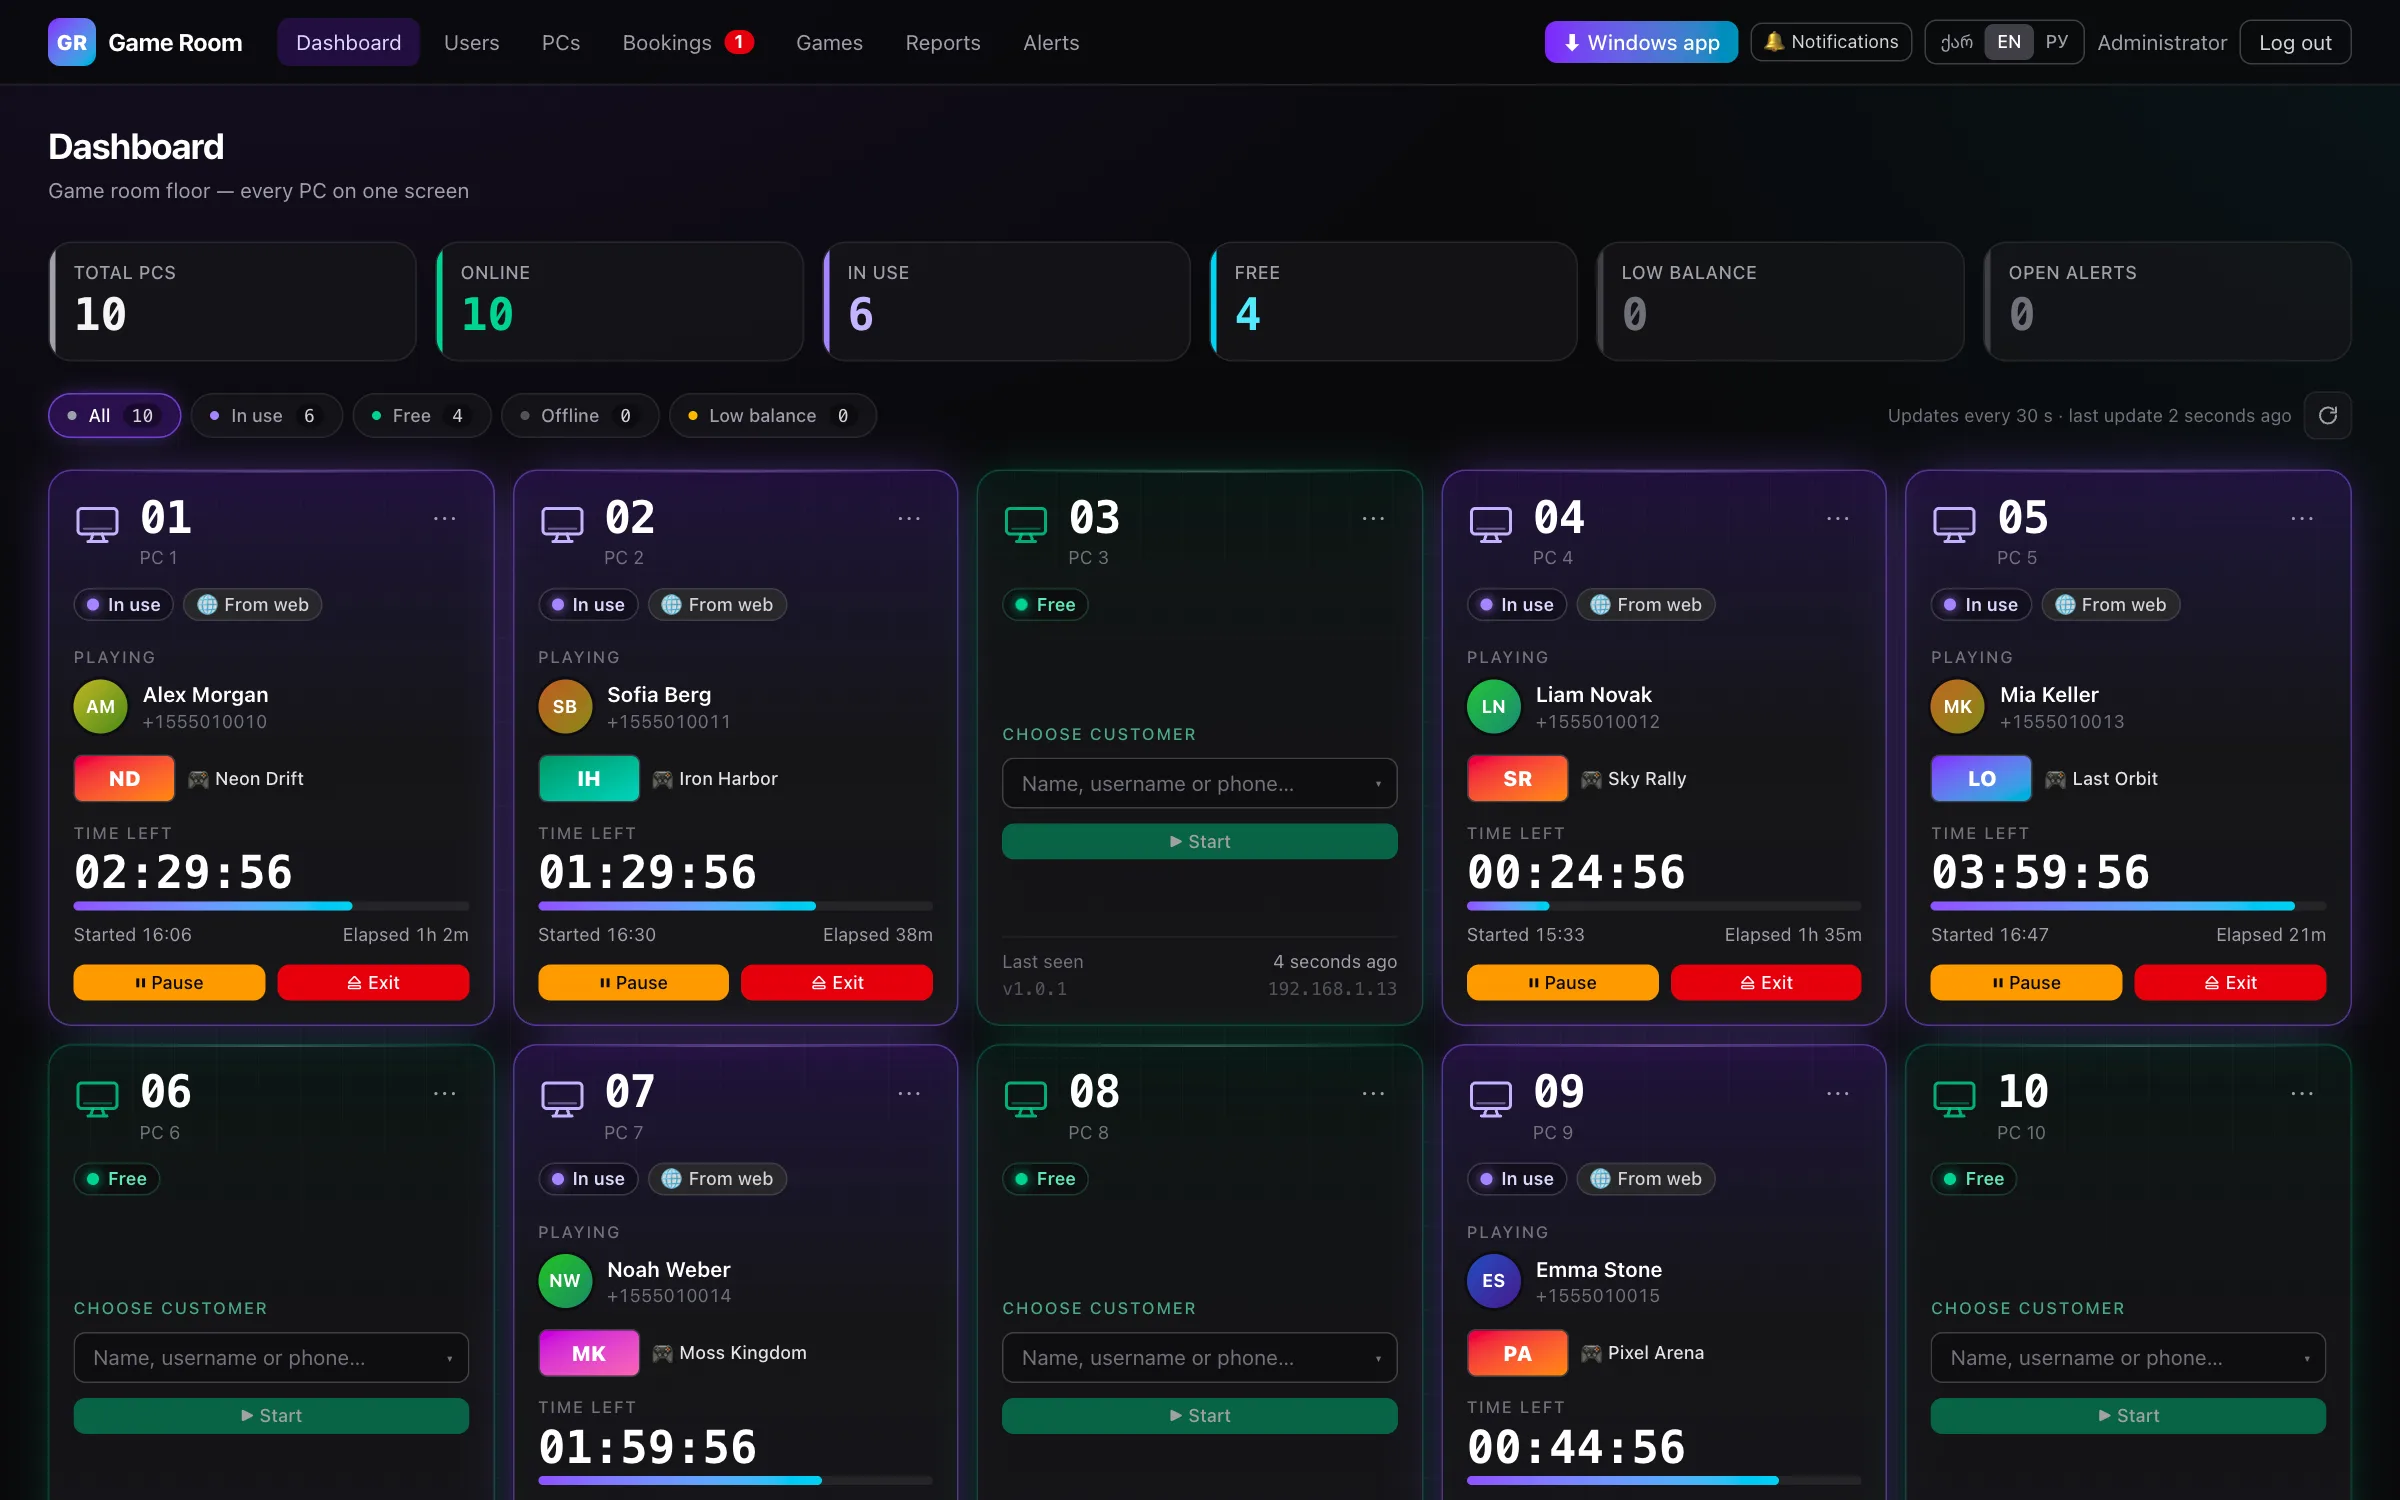 GR Game Room Dashboard Users PCs Bookings 1 Games Reports Alerts ⬇ Windows app 🔔 Notifications ქარ EN РУ Administrator Log out
Dashboard
Game room floor — every PC on one screen
TOTAL PCS ONLINE IN USE FREE LOW BALANCE OPEN ALERTS
10 10 6 4 0 0
All 10 In use 6 Free 4 Offline 0 Low balance 0 Updates every 30 s · last update 2 seconds ago
01 ··· 02 ··· 03 ··· 04 ··· 05 ···
PC 1 PC 2 PC 3 PC 4 PC 5
In use 🌐 From web In use 🌐 From web Free In use 🌐 From web In use 🌐 From web
PLAYING PLAYING PLAYING PLAYING
AM Alex Morgan SB Sofia Berg LN Liam Novak MK Mia Keller
+1555010010 +1555010011 +1555010012 +1555010013
CHOOSE CUSTOMER
ND 🎮 Neon Drift IH 🎮 Iron Harbor Name, username or phone... SR 🎮 Sky Rally LO 🎮 Last Orbit
TIME LEFT TIME LEFT ▶ Start TIME LEFT TIME LEFT
02:29:56 01:29:56 00:24:56 03:59:56
Started 16:06 Elapsed 1h 2m Started 16:30 Elapsed 38m Started 15:33 Elapsed 1h 35m Started 16:47 Elapsed 21m
Last seen 4 seconds ago
⏸ Pause ⏏ Exit ⏸ Pause ⏏ Exit v1.0.1 192.168.1.13 ⏸ Pause ⏏ Exit ⏸ Pause ⏏ Exit
06 ··· 07 ··· 08 ··· 09 ··· 10 ···
PC 6 PC 7 PC 8 PC 9 PC 10
Free In use 🌐 From web Free In use 🌐 From web Free
PLAYING PLAYING
NW Noah Weber ES Emma Stone
+1555010014 +1555010015
CHOOSE CUSTOMER CHOOSE CUSTOMER CHOOSE CUSTOMER
Name, username or phone... MK 🎮 Moss Kingdom Name, username or phone... PA 🎮 Pixel Arena Name, username or phone...
▶ Start TIME LEFT ▶ Start TIME LEFT ▶ Start
01:59:56 00:44:56